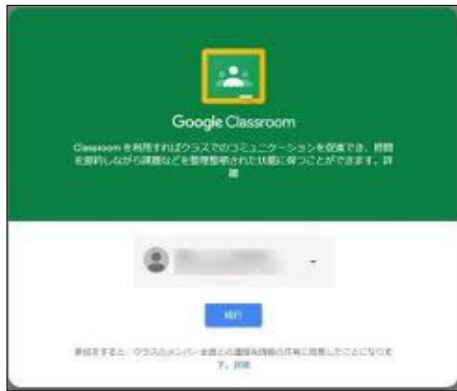 Google Classroom
Classroom を利用すればクラスでのコミュニケーションを促進でき、時間
を節約しながら課題などを整理整頓された状態に保つことができます。詳
細
続行
参加をすると、クラスのメンバー全員との連絡先情報の共有に同意したことになりま
す。詳細